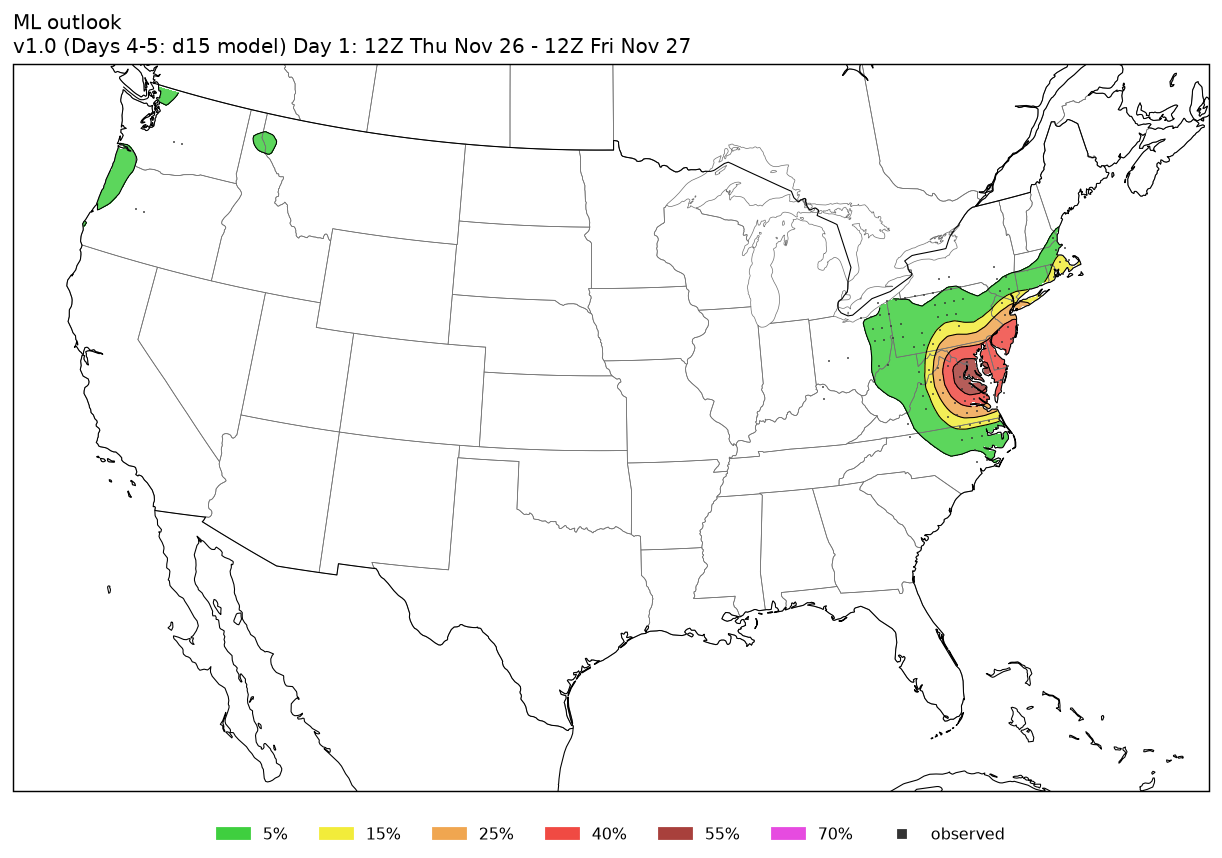 ML outlook
v1.0 (Days 4-5: d15 model) Day 1: 12Z Thu Nov 26 - 12Z Fri Nov 27
5% 15% 25% 40% 55% 70% observed